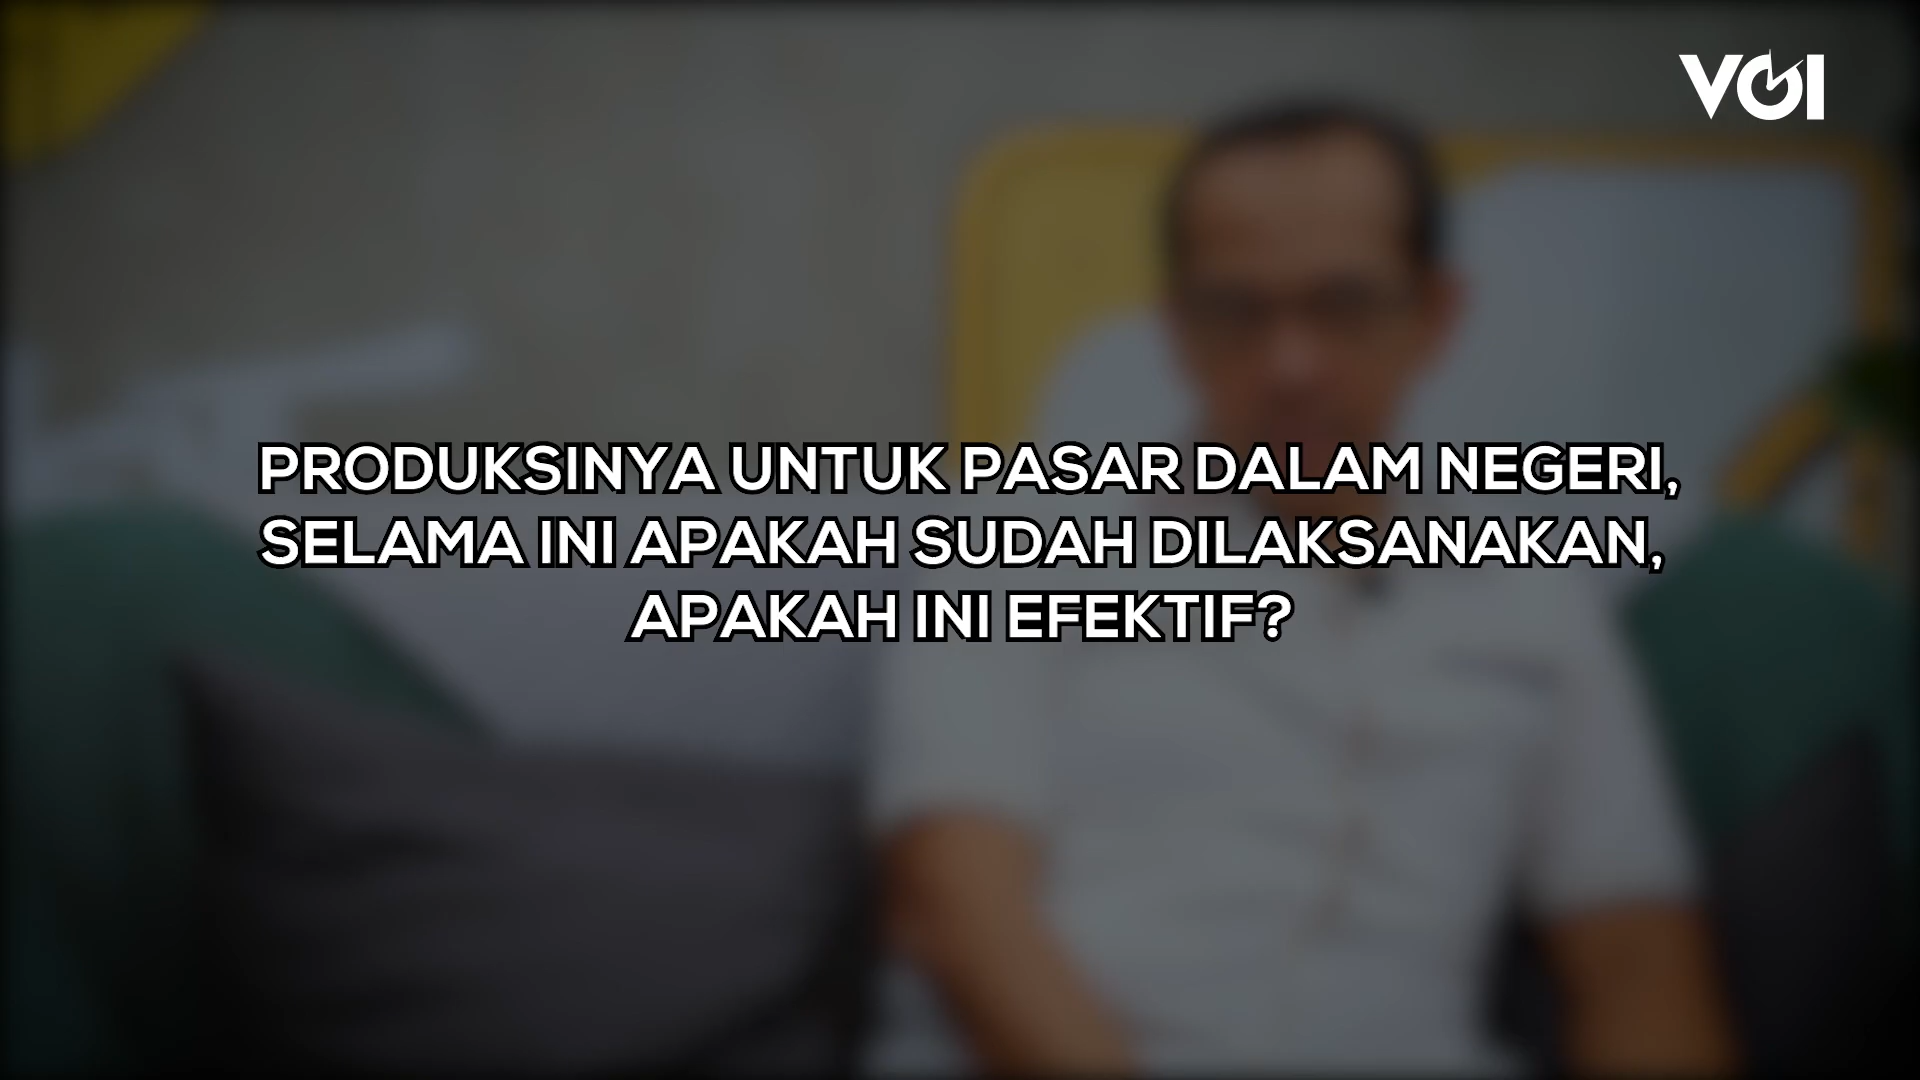 VOI
PRODUKSINYA UNTUK PASAR DALAM NEGERI,
SELAMA INI APAKAH SUDAH DILAKSANAKAN,
APAKAH INI EFEKTIF?